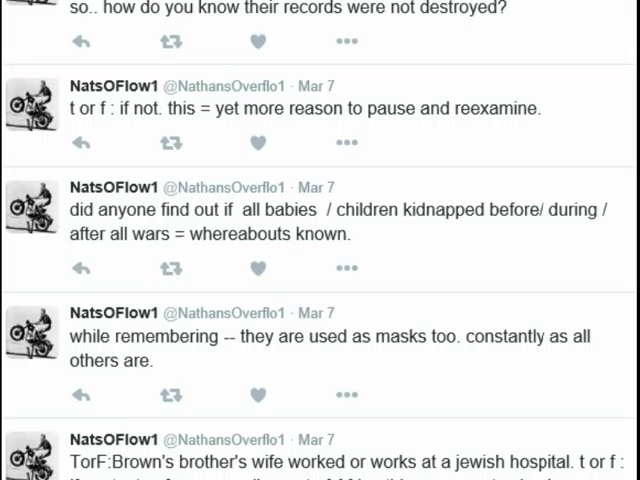 so.. how do you know their records were not destroyed?
NatsOFlow1 @NathansOverflo1 · Mar 7
t or f : if not. this = yet more reason to pause and reexamine.
NatsOFlow1 @NathansOverflo1 · Mar 7
did anyone find out if all babies / children kidnapped before/ during /
after all wars = whereabouts known.
NatsOFlow1 @NathansOverflo1 · Mar 7
while remembering -- they are used as masks too. constantly as all
others are.
NatsOFlow1 @NathansOverflo1 · Mar 7
TorF:Brown's brother's wife worked or works at a jewish hospital. t or f :